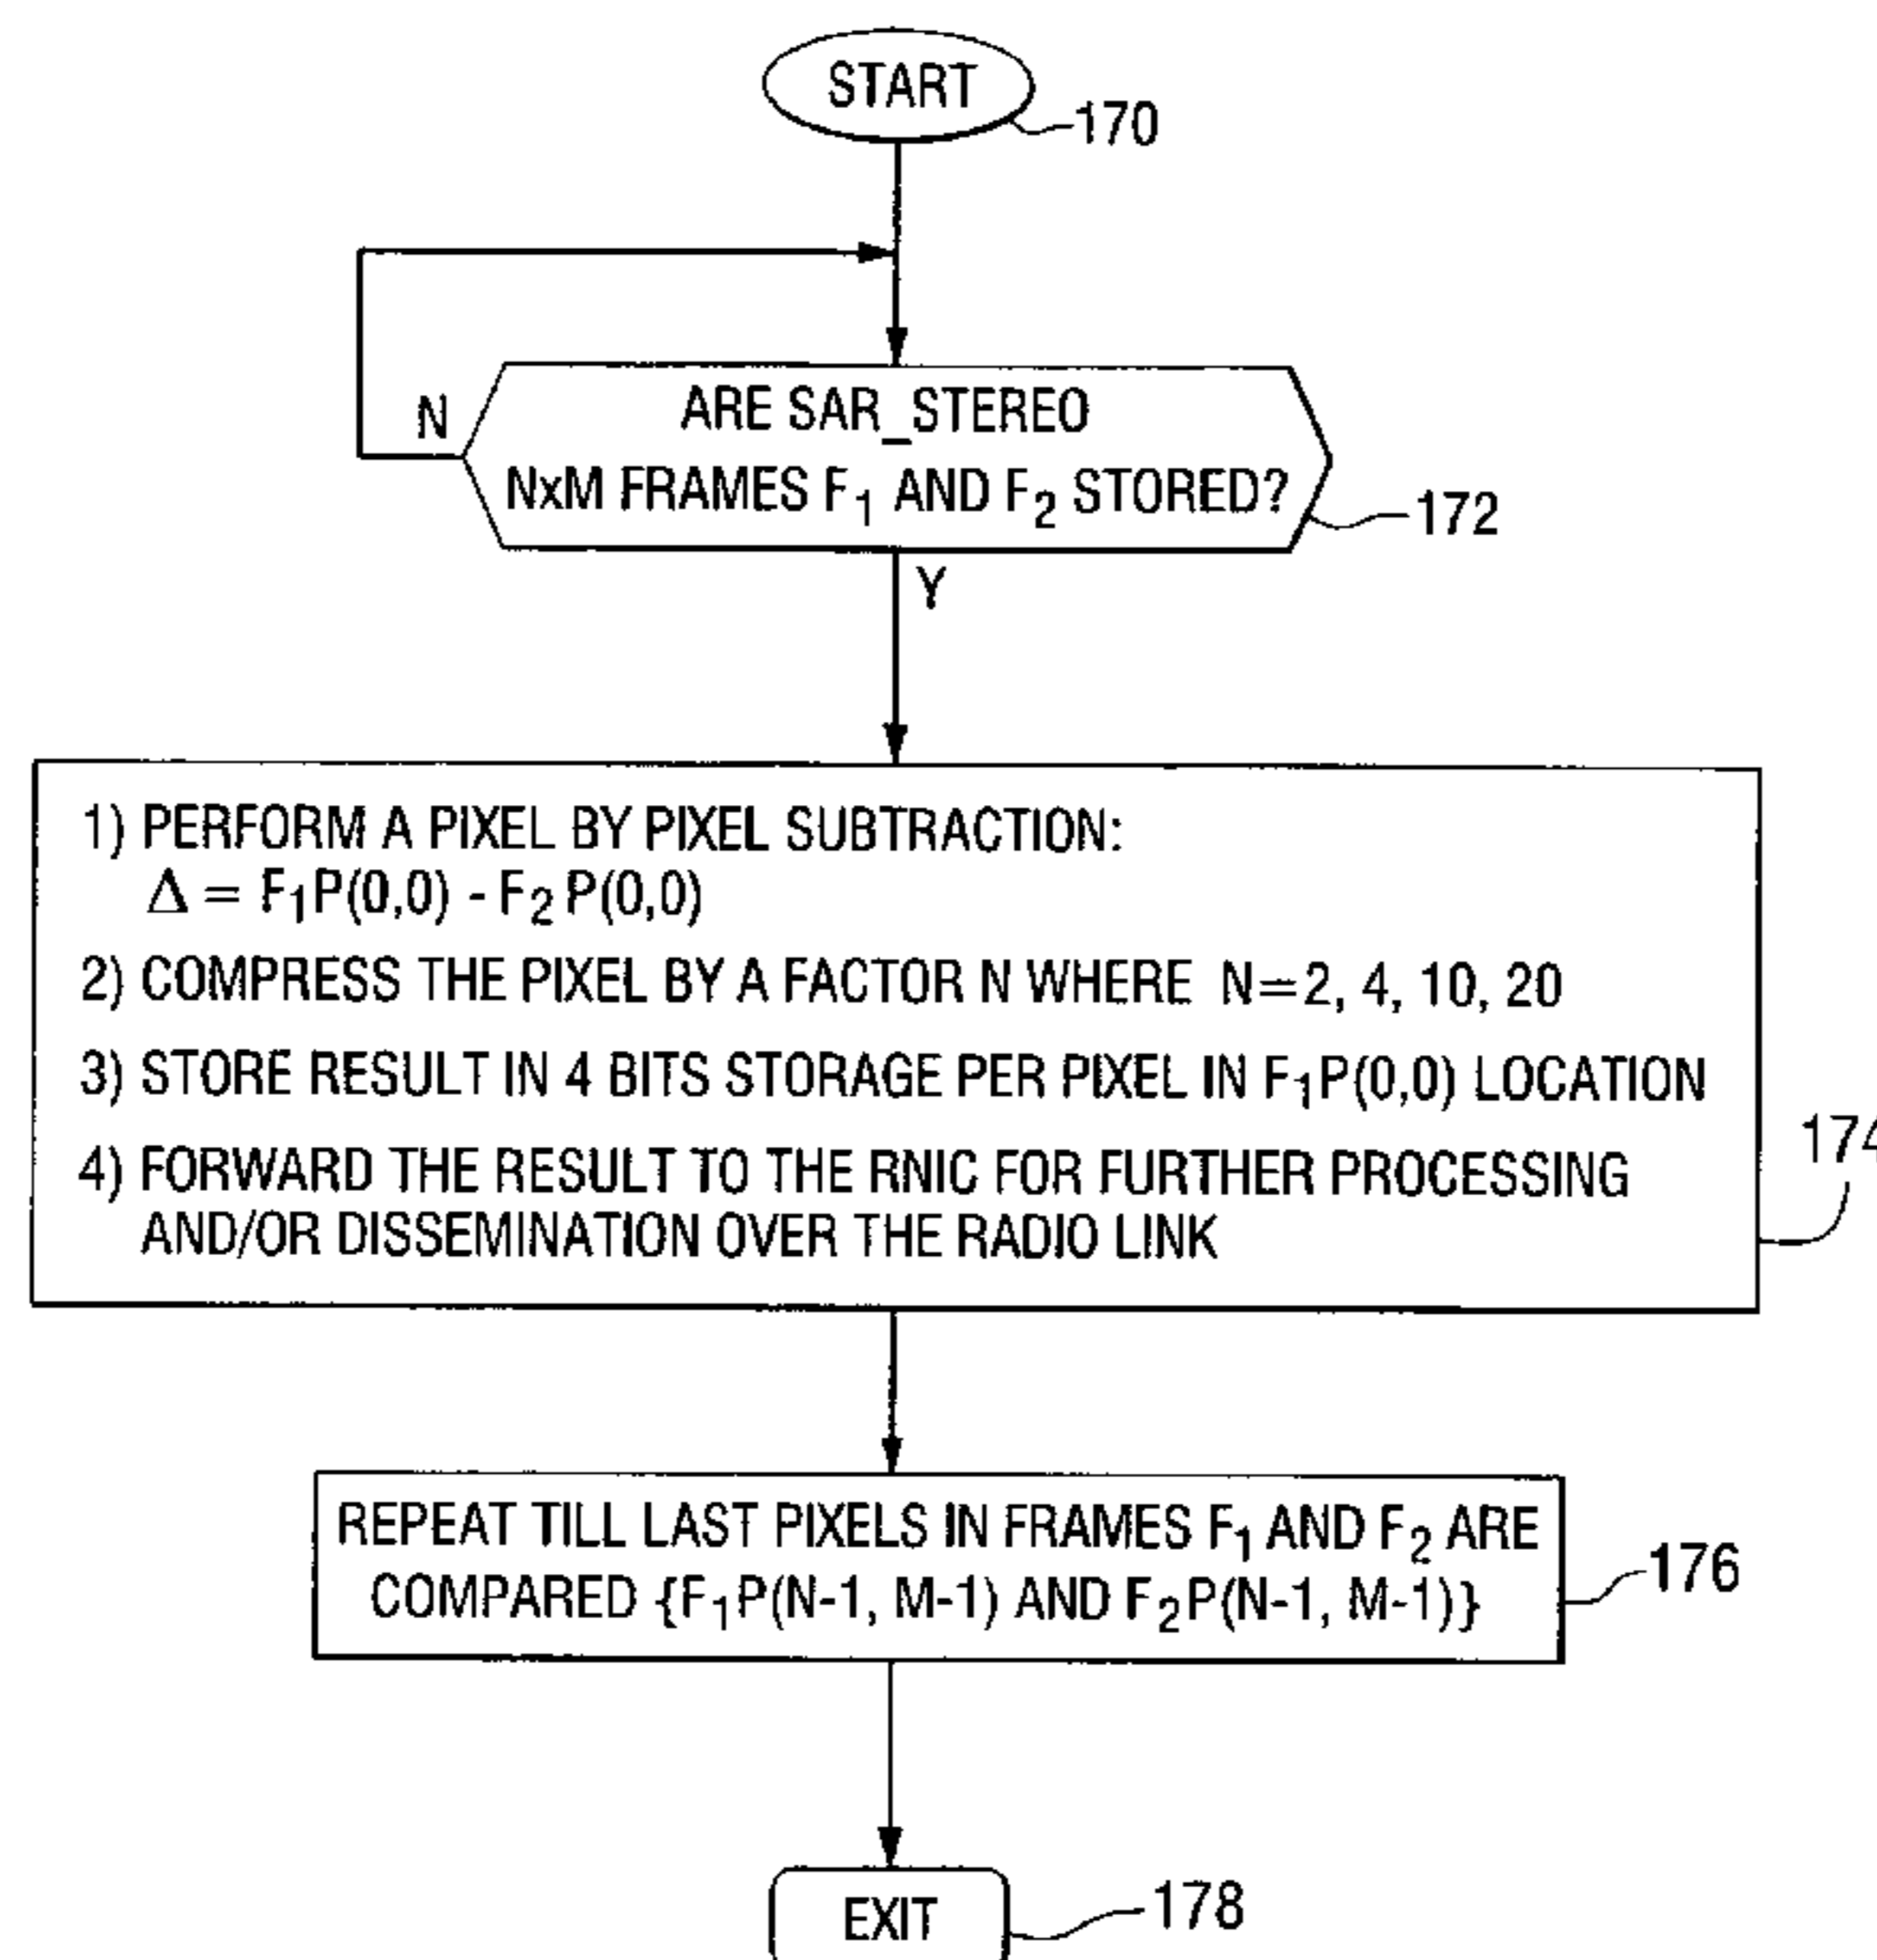 START
170
N
ARE SAR_STEREO
NxM FRAMES F₁ AND F₂ STORED?
172
Y
1) PERFORM A PIXEL BY PIXEL SUBTRACTION:
Δ = F₁P(0,0) - F₂ P(0,0)
2) COMPRESS THE PIXEL BY A FACTOR N WHERE N=2, 4, 10, 20
3) STORE RESULT IN 4 BITS STORAGE PER PIXEL IN F₁P(0,0) LOCATION
4) FORWARD THE RESULT TO THE RNIC FOR FURTHER PROCESSING
AND/OR DISSEMINATION OVER THE RADIO LINK
174
REPEAT TILL LAST PIXELS IN FRAMES F₁ AND F₂ ARE
COMPARED {F₁P(N-1, M-1) AND F₂P(N-1, M-1)}
176
EXIT
178